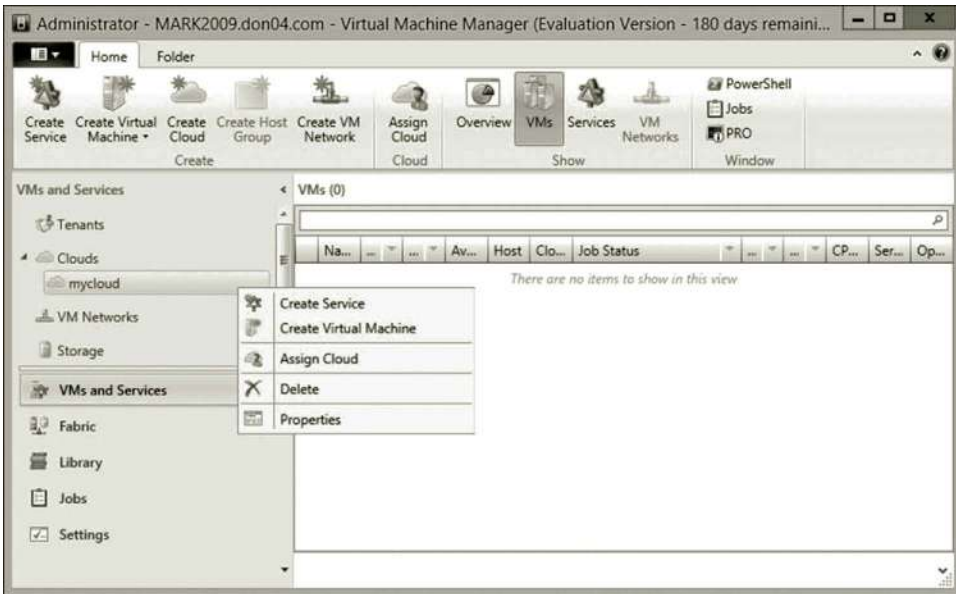 Administrator - MARK2009.don04.com - Virtual Machine Manager (Evaluation Version - 180 days remaini...
Home Folder
Create Service
Create Virtual Machine
Create Cloud
Create Host Group
Create VM Network
Assign Cloud
Overview
VMs
Services
VM Networks
PowerShell
Jobs
PRO
Create Cloud Show Window
VMs and Services
VMs (0)
Tenants
Clouds
mycloud
VM Networks
Storage
VMs and Services
Fabric
Library
Jobs
Settings
Na... ... ... Av... Host Clo... Job Status ... ... CP... Ser... Op...
There are no items to show in this view
Create Service
Create Virtual Machine
Assign Cloud
Delete
Properties